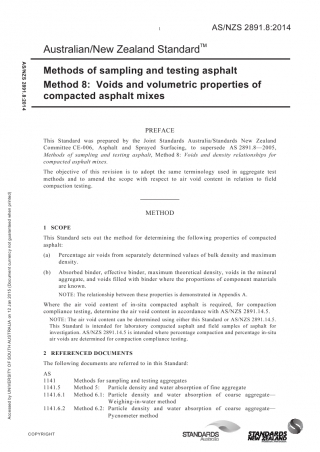 AS/NZS 2891.8:2014
Australian/New Zealand Standard™
Methods of sampling and testing asphalt
Method 8: Voids and volumetric properties of
compacted asphalt mixes
PREFACE
This Standard was prepared by the Joint Standards Australia/Standards New Zealand
Committee CE-006, Asphalt and Sprayed Surfacing, to supersede AS 2891.8—2005,
Methods of sampling and testing asphalt, Method 8: Voids and density relationships for
compacted asphalt mixes.
The objective of this revision is to adopt the same terminology used in aggregate test
methods and to amend the scope with respect to air void content in relation to field
compaction testing.
METHOD
1 SCOPE
This Standard sets out the method for determining the following properties of compacted
asphalt:
(a) Percentage air voids from separately determined values of bulk density and maximum
density.
(b) Absorbed binder, effective binder, maximum theoretical density, voids in the mineral
aggregate, and voids filled with binder where the proportions of component materials
are known.
NOTE: The relationship between these properties is demonstrated in Appendix A.
Where the air void content of in-situ compacted asphalt is required, for compaction
compliance testing, determine the air void content in accordance with AS/NZS 2891.14.5.
NOTE: The air void content can be determined using either this Standard or AS/NZS 2891.14.5.
This Standard is intended for laboratory compacted asphalt and field samples of asphalt for
investigation. AS/NZS 2891.14.5 is intended where percentage compaction and percentage in-situ
air voids are determined for compaction compliance testing.
2 REFERENCED DOCUMENTS
The following documents are referred to in this Standard:
AS
1141 Methods for sampling and testing aggregates
1141.5 Method 5: Particle density and water absorption of fine aggregate
1141.6.1 Method 6.1: Particle density and water absorption of coarse aggregate—
Weighing-in-water method
1141.6.2 Method 6.2: Particle density and water absorption of coarse aggregate—
Pycnometer method
COPYRIGHT
STANDARDS
Australia
STANDARDS
NEW ZEALAND
AS/NZS 2891.8:2014
Accessed by UNIVERSITY OF SOUTH AUSTRALIA on 12 Jan 2015 (Document currency not guaranteed when printed)